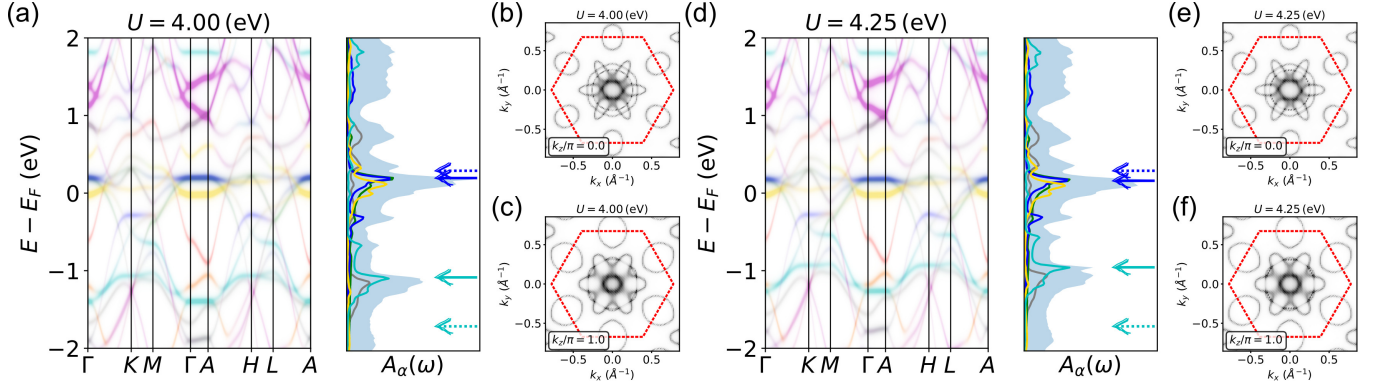 (a)
U = 4.00 (eV)
E − E_F (eV)
2
1
0
−1
−2
Γ K M Γ A H L A
A_α(ω)
(b)
U = 4.00 (eV)
k_y (Å⁻¹)
0.5
0.0
−0.5
k_z/π = 0.0
−0.5 0.0 0.5
k_x (Å⁻¹)
(c)
U = 4.00 (eV)
k_y (Å⁻¹)
0.5
0.0
−0.5
k_z/π = 1.0
−0.5 0.0 0.5
k_x (Å⁻¹)
(d)
U = 4.25 (eV)
E − E_F (eV)
2
1
0
−1
−2
Γ K M Γ A H L A
A_α(ω)
(e)
U = 4.25 (eV)
k_y (Å⁻¹)
0.5
0.0
−0.5
k_z/π = 0.0
−0.5 0.0 0.5
k_x (Å⁻¹)
(f)
U = 4.25 (eV)
k_y (Å⁻¹)
0.5
0.0
−0.5
k_z/π = 1.0
−0.5 0.0 0.5
k_x (Å⁻¹)